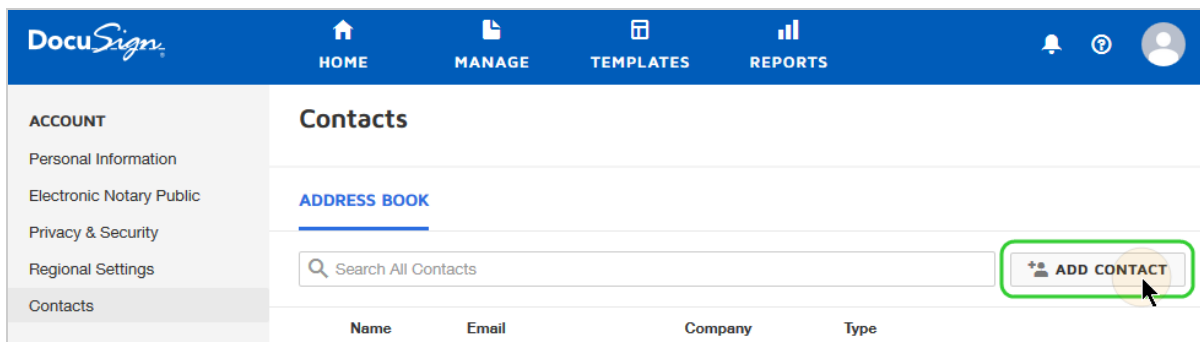 DocuSign
HOME MANAGE TEMPLATES REPORTS
ACCOUNT
Personal Information
Electronic Notary Public
Privacy & Security
Regional Settings
Contacts
Contacts
ADDRESS BOOK
Search All Contacts
ADD CONTACT
Name Email Company Type